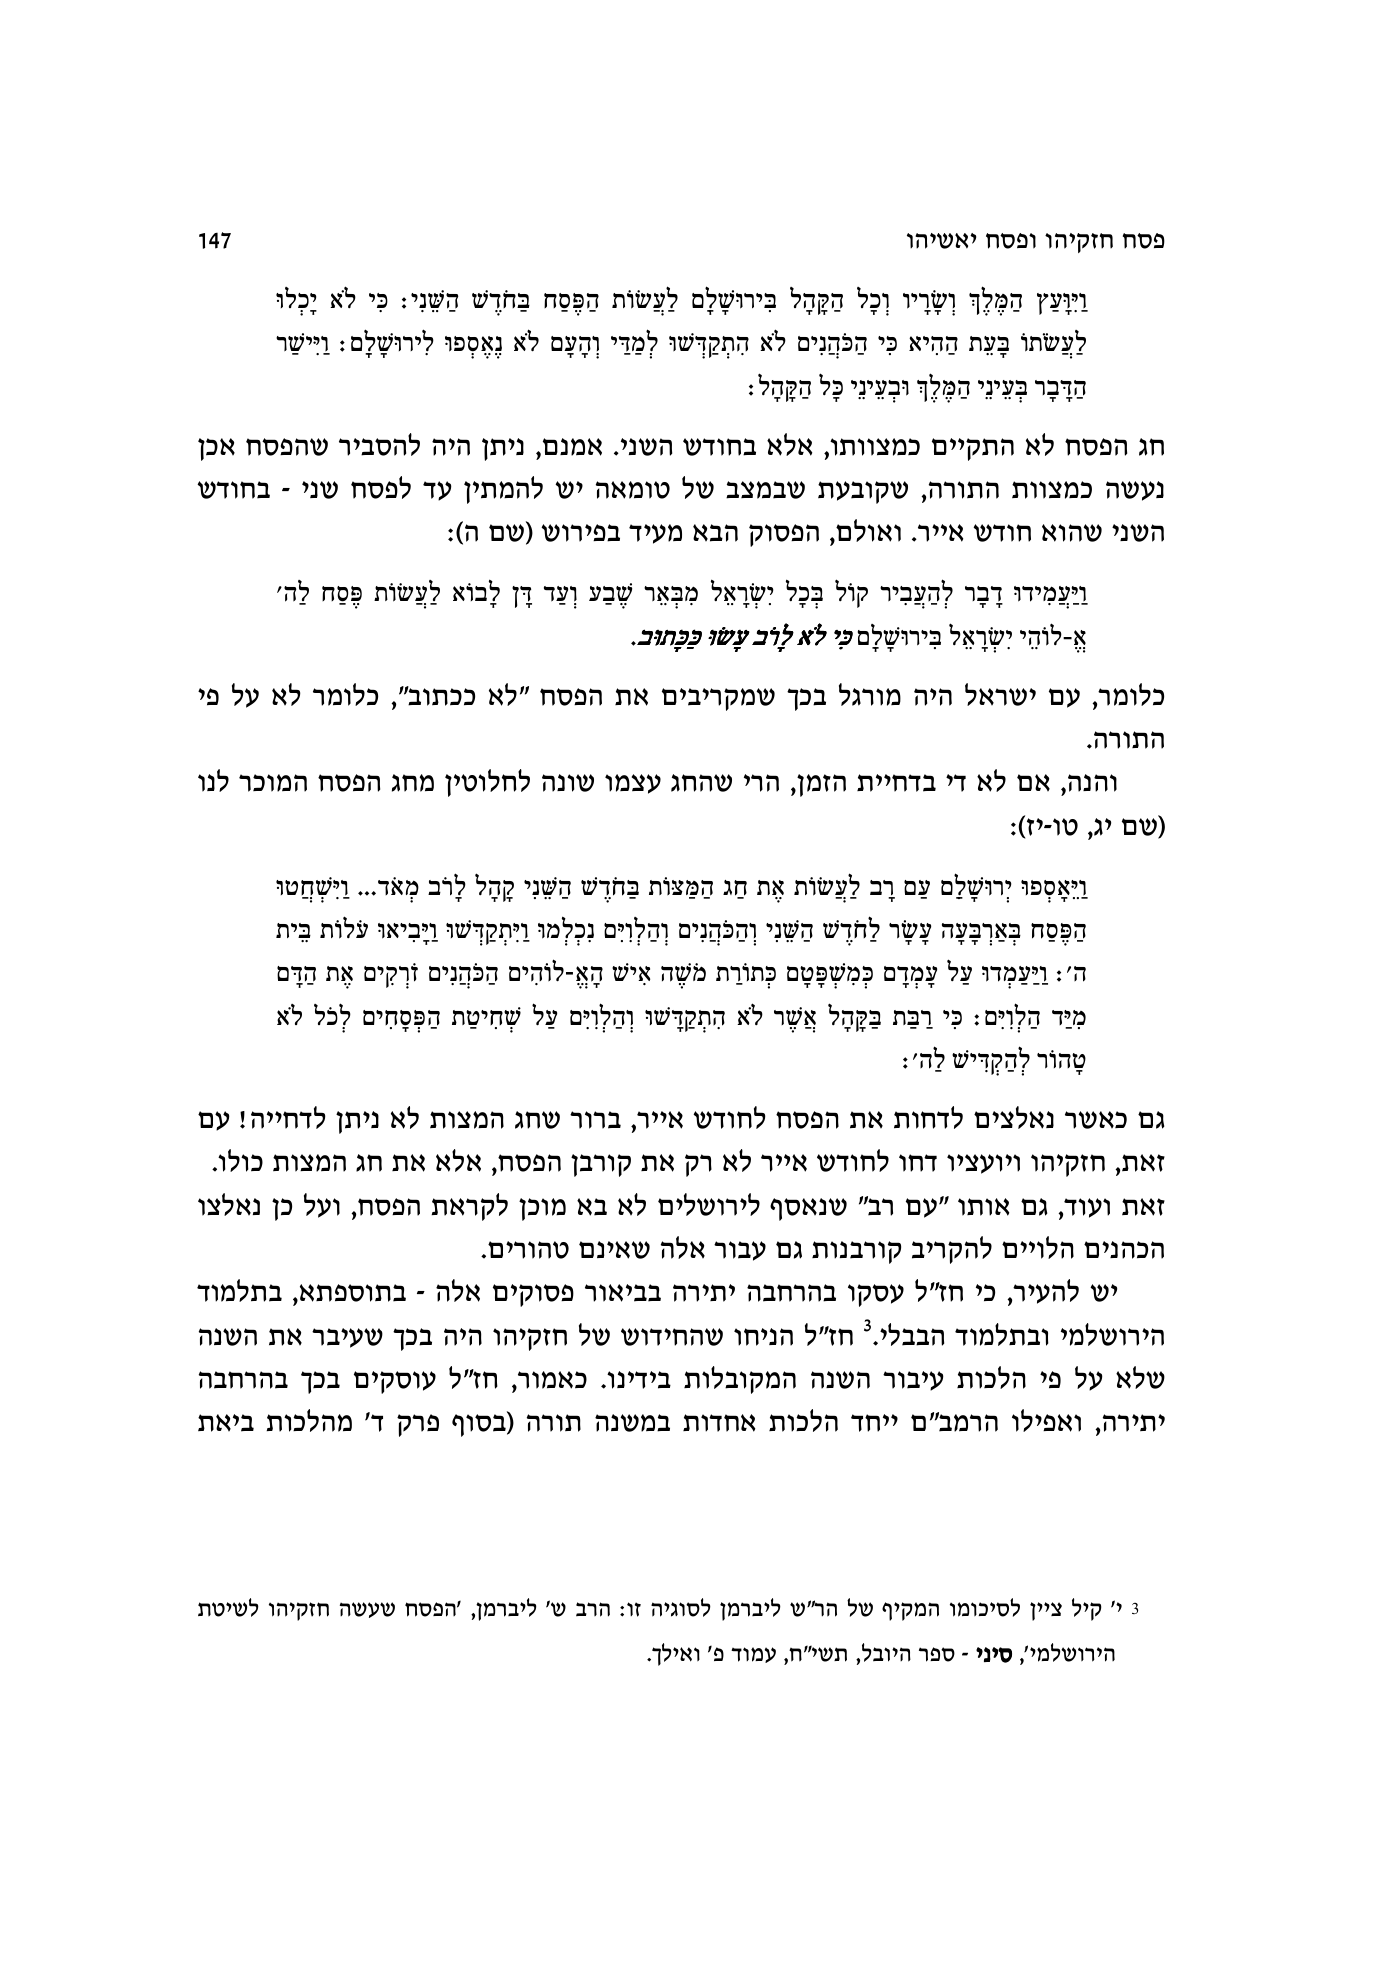 פסח חזקיהו ופסח יאשיהו 147
וַיִּוָּעַץ הַמֶּלֶךְ וְשָׂרָיו וְכָל הַקָּהָל בִּירוּשָׁלִָם לַעֲשׂוֹת הַפֶּסַח בַּחֹדֶשׁ הַשֵּׁנִי: כִּי לֹא יָכְלוּ
לַעֲשֹׂתוֹ בָּעֵת הַהִיא כִּי הַכֹּהֲנִים לֹא הִתְקַדְּשׁוּ לְמַדַּי וְהָעָם לֹא נֶאֶסְפוּ לִירוּשָׁלִָם: וַיִּישַׁר
הַדָּבָר בְּעֵינֵי הַמֶּלֶךְ וּבְעֵינֵי כָּל הַקָּהָל:
חג הפסח לא התקיים כמצוותו, אלא בחודש השני. אמנם, ניתן היה להסביר שהפסח אכן
נעשה כמצוות התורה, שקובעת שבמצב של טומאה יש להמתין עד לפסח שני - בחודש
השני שהוא חודש אייר. ואולם, הפסוק הבא מעיד בפירוש (שם ה):
וַיַּעֲמִידוּ דָבָר לְהַעֲבִיר קוֹל בְּכָל יִשְׂרָאֵל מִבְּאֵר שֶׁבַע וְעַד דָּן לָבוֹא לַעֲשׂוֹת פֶּסַח לַה'
אֱ-לוֹהֵי יִשְׂרָאֵל בִּירוּשָׁלִָם כִּי לֹא לָרֹב עָשׂוּ כַּכָּתוּב.
כלומר, עם ישראל היה מורגל בכך שמקריבים את הפסח "לא ככתוב", כלומר לא על פי
התורה.
והנה, אם לא די בדחיית הזמן, הרי שהחג עצמו שונה לחלוטין מחג הפסח המוכר לנו
(שם יג, טו-יז):
וַיֵּאָסְפוּ יְרוּשָׁלִַם עַם רָב לַעֲשׂוֹת אֶת חַג הַמַּצּוֹת בַּחֹדֶשׁ הַשֵּׁנִי קָהָל לָרֹב מְאֹד... וַיִּשְׁחֲטוּ
הַפֶּסַח בְּאַרְבָּעָה עָשָׂר לַחֹדֶשׁ הַשֵּׁנִי וְהַכֹּהֲנִים וְהַלְוִיִּם נִכְלְמוּ וַיִּתְקַדְּשׁוּ וַיָּבִיאוּ עֹלוֹת בֵּית
ה': וַיַּעַמְדוּ עַל עָמְדָם כְּמִשְׁפָּטָם כְּתוֹרַת מֹשֶׁה אִישׁ הָאֱ-לוֹהִים הַכֹּהֲנִים זֹרְקִים אֶת הַדָּם
מִיַּד הַלְוִיִּם: כִּי רַבַּת בַּקָּהָל אֲשֶׁר לֹא הִתְקַדָּשׁוּ וְהַלְוִיִּם עַל שְׁחִיטַת הַפְּסָחִים לְכֹל לֹא
טָהוֹר לְהַקְדִּישׁ לַה':
גם כאשר נאלצים לדחות את הפסח לחודש אייר, ברור שחג המצות לא ניתן לדחייה! עם
זאת, חזקיהו ויועציו דחו לחודש אייר לא רק את קורבן הפסח, אלא את חג המצות כולו.
זאת ועוד, גם אותו "עם רב" שנאסף לירושלים לא בא מוכן לקראת הפסח, ועל כן נאלצו
הכהנים הלויים להקריב קורבנות גם עבור אלה שאינם טהורים.
יש להעיר, כי חז"ל עסקו בהרחבה יתירה בביאור פסוקים אלה - בתוספתא, בתלמוד
הירושלמי ובתלמוד הבבלי.3 חז"ל הניחו שהחידוש של חזקיהו היה בכך שעיבר את השנה
שלא על פי הלכות עיבור השנה המקובלות בידינו. כאמור, חז"ל עוסקים בכך בהרחבה
יתירה, ואפילו הרמב"ם ייחד הלכות אחדות במשנה תורה (בסוף פרק ד' מהלכות ביאת
3 י' קיל ציין לסיכומו המקיף של הר"ש ליברמן לסוגיה זו: הרב ש' ליברמן, 'הפסח שעשה חזקיהו לשיטת
הירושלמי', סיני - ספר היובל, תשי"ח, עמוד פ' ואילך.